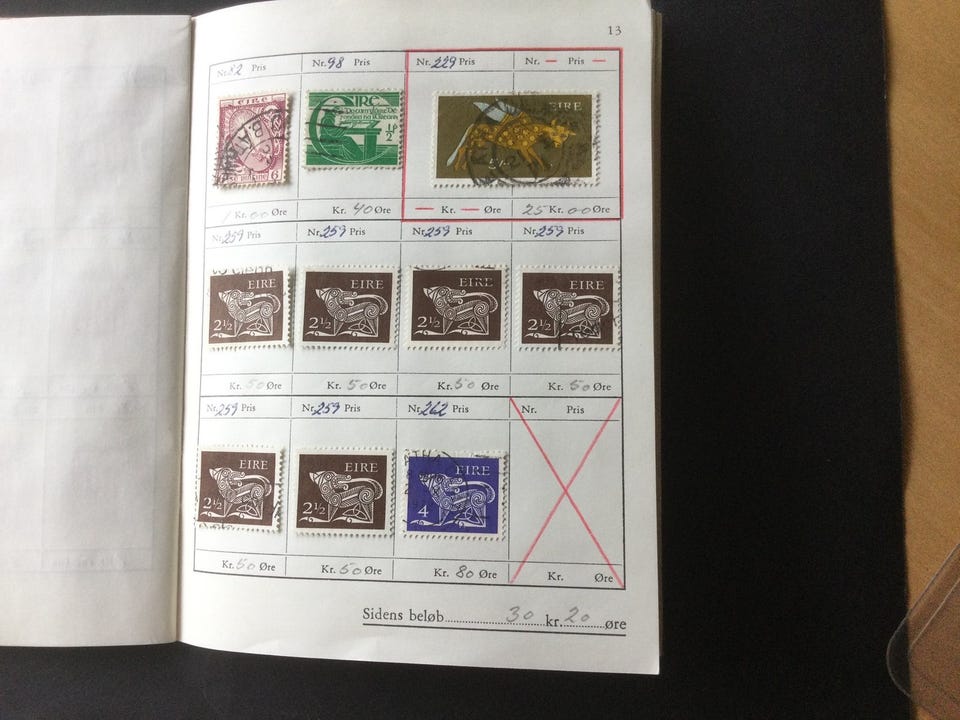 13
Nr. 82 Pris Nr. 98 Pris Nr. 229 Pris Nr. — Pris —
EIRE 6
EIRE ½p
EIRE
1 Kr. 00 Øre Kr. 40 Øre — Kr. — Øre 25 Kr. 00 Øre
Nr. 259 Pris Nr. 259 Pris Nr. 259 Pris Nr. 259 Pris
EIRE 2½ EIRE 2½ EIRE 2½ EIRE 2½
Kr. 50 Øre Kr. 50 Øre Kr. 50 Øre Kr. 50 Øre
Nr. 259 Pris Nr. 259 Pris Nr. 262 Pris Nr. Pris
EIRE 2½ EIRE 2½ EIRE 4
Kr. 50 Øre Kr. 50 Øre Kr. 80 Øre Kr. Øre
Sidens beløb 30 kr. 20 øre